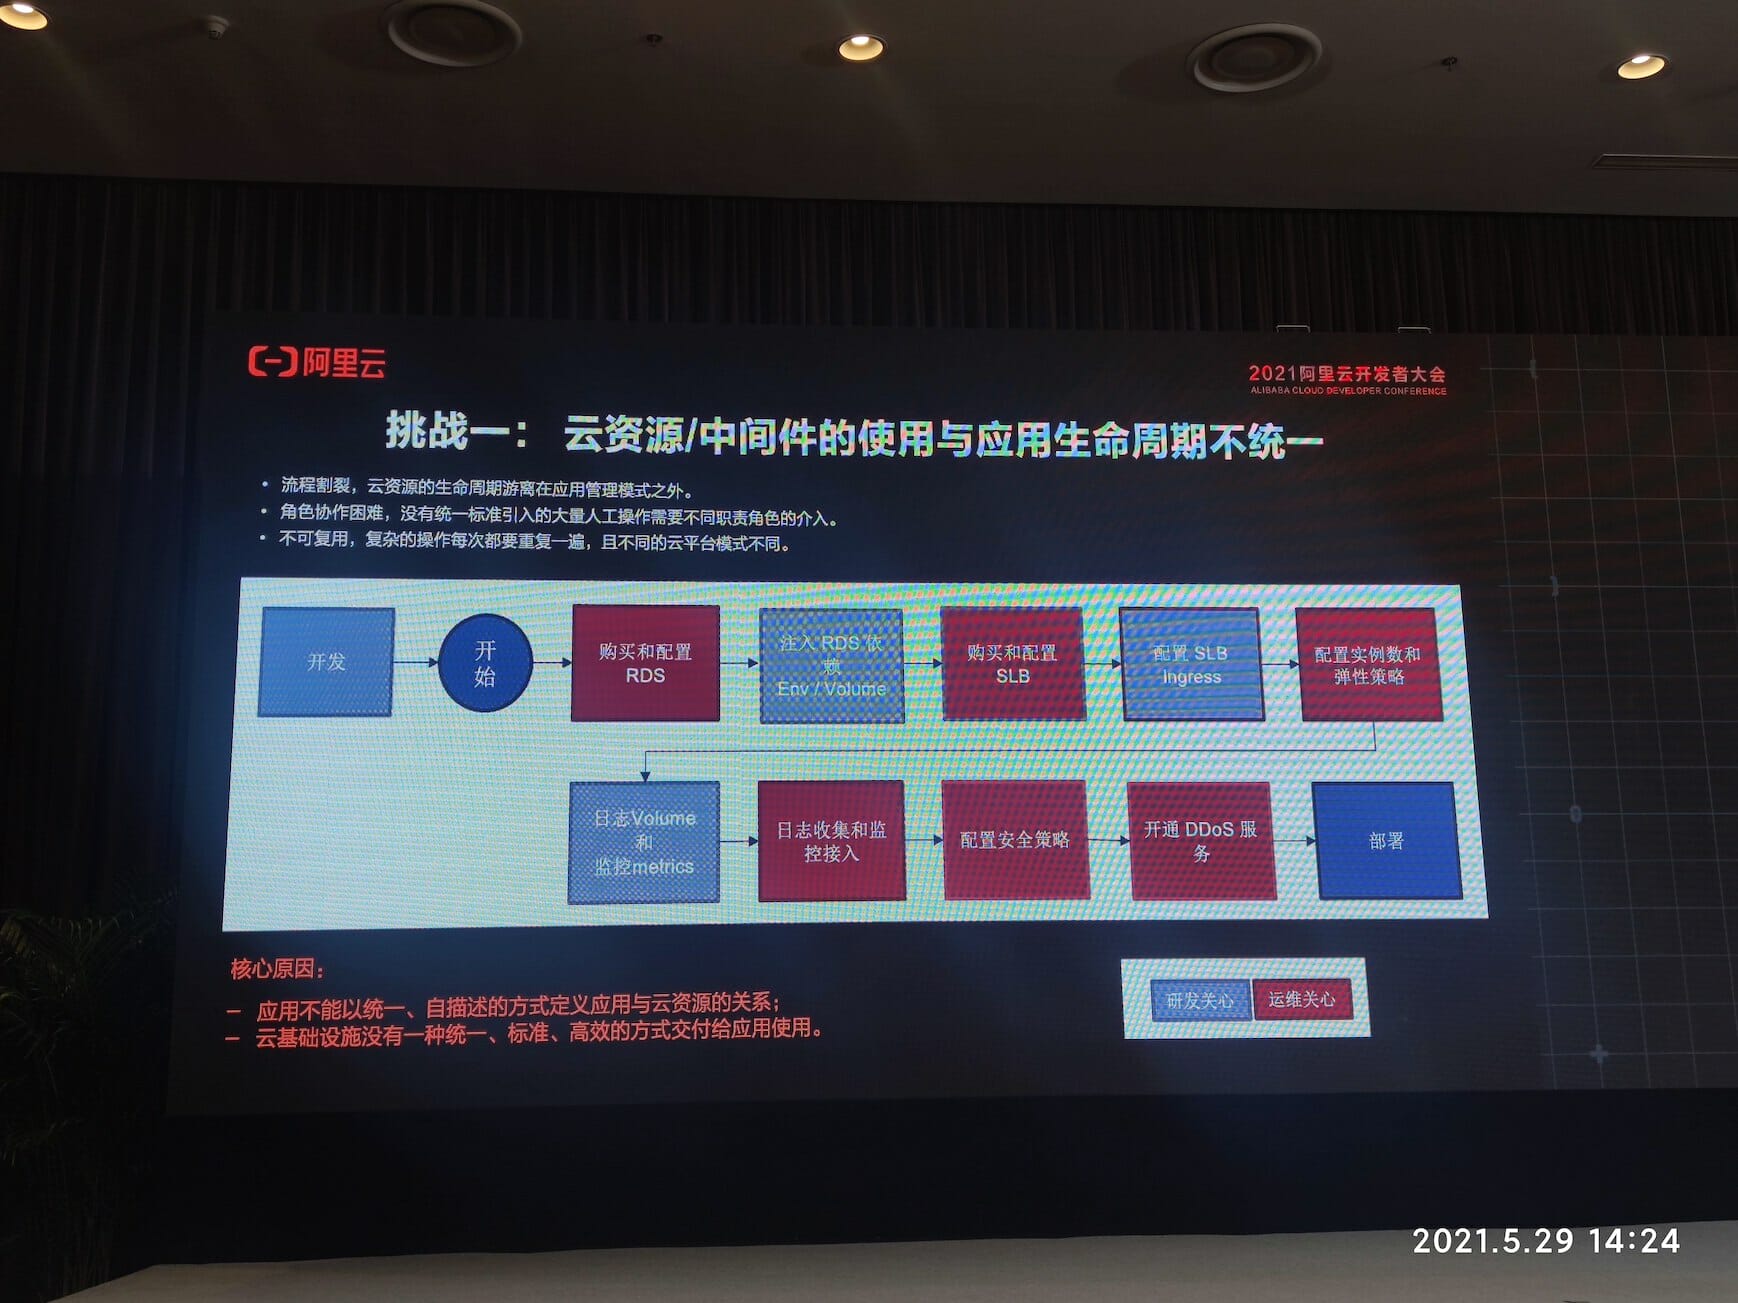 阿里云
2021阿里云开发者大会
ALIBABA CLOUD DEVELOPER CONFERENCE
挑战一： 云资源/中间件的使用与应用生命周期不统一
• 流程割裂，云资源的生命周期游离在应用管理模式之外。
• 角色协作困难，没有统一标准引入的大量人工操作需要不同职责角色的介入。
• 不可复用，复杂的操作每次都要重复一遍，且不同的云平台模式不同。
开发
开
始
购买和配置
RDS
注入 RDS 依
赖
Env / Volume
购买和配置
SLB
配置 SLB
Ingress
配置实例数和
弹性策略
日志Volume
和
监控metrics
日志收集和监
控接入
配置安全策略
开通 DDoS 服
务
部署
核心原因：
– 应用不能以统一、自描述的方式定义应用与云资源的关系；
– 云基础设施没有一种统一、标准、高效的方式交付给应用使用。
研发关心
运维关心
2021.5.29 14:24